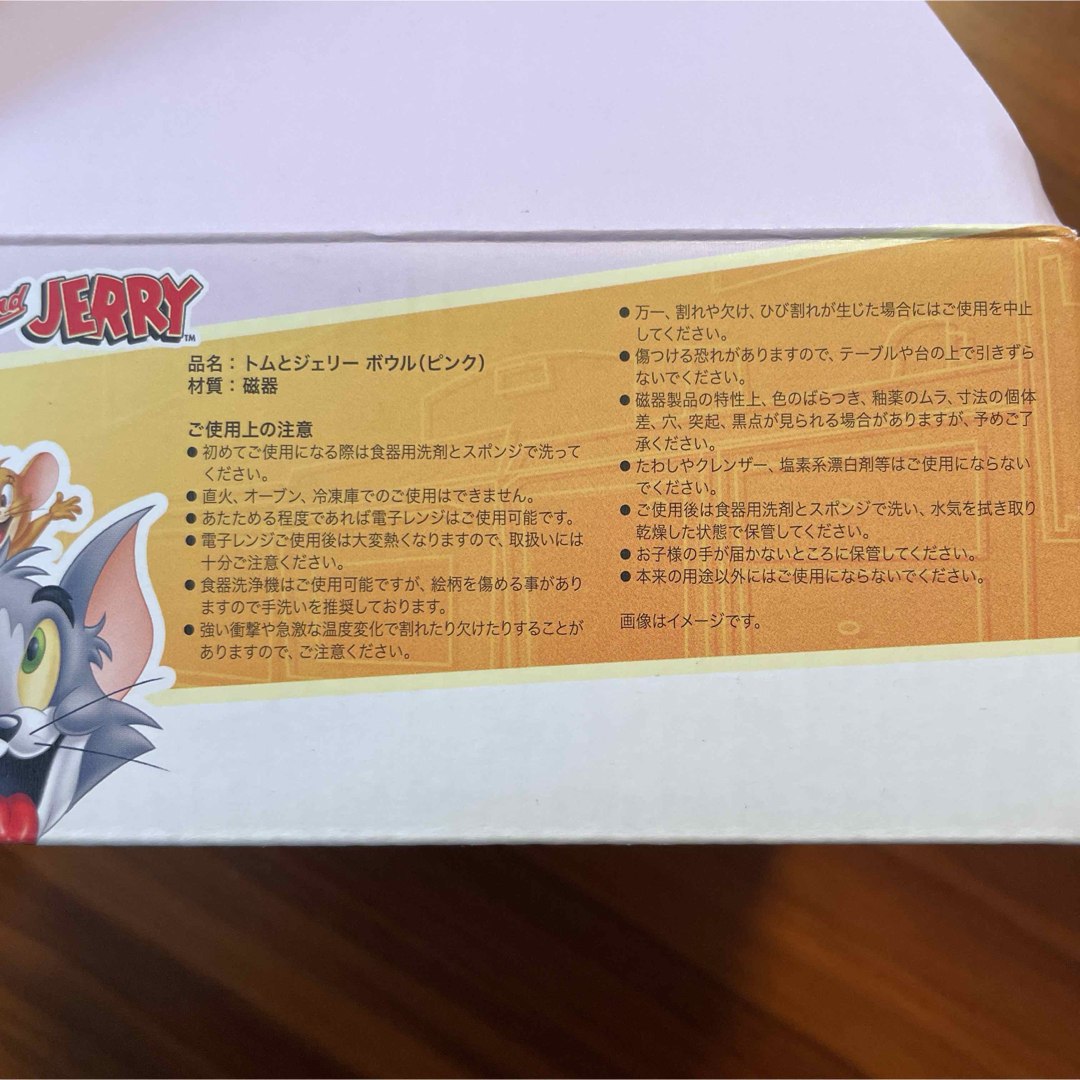 nd JERRY TM
品名：トムとジェリー ボウル(ピンク)
材質：磁器
ご使用上の注意
●初めてご使用になる際は食器用洗剤とスポンジで洗って
ください。
●直火、オーブン、冷凍庫でのご使用はできません。
●あたためる程度であれば電子レンジはご使用可能です。
●電子レンジご使用後は大変熱くなりますので、取扱いには
十分ご注意ください。
●食器洗浄機はご使用可能ですが、絵柄を傷める事があり
ますので手洗いを推奨しております。
●強い衝撃や急激な温度変化で割れたり欠けたりすることが
ありますので、ご注意ください。
●万一、割れや欠け、ひび割れが生じた場合にはご使用を中止
してください。
●傷つける恐れがありますので、テーブルや台の上で引きずら
ないでください。
●磁器製品の特性上、色のばらつき、釉薬のムラ、寸法の個体
差、穴、突起、黒点が見られる場合がありますが、予めご了
承ください。
●たわしやクレンザー、塩素系漂白剤等はご使用にならない
でください。
●ご使用後は食器用洗剤とスポンジで洗い、水気を拭き取り
乾燥した状態で保管してください。
●お子様の手が届かないところに保管してください。
●本来の用途以外にはご使用にならないでください。
画像はイメージです。